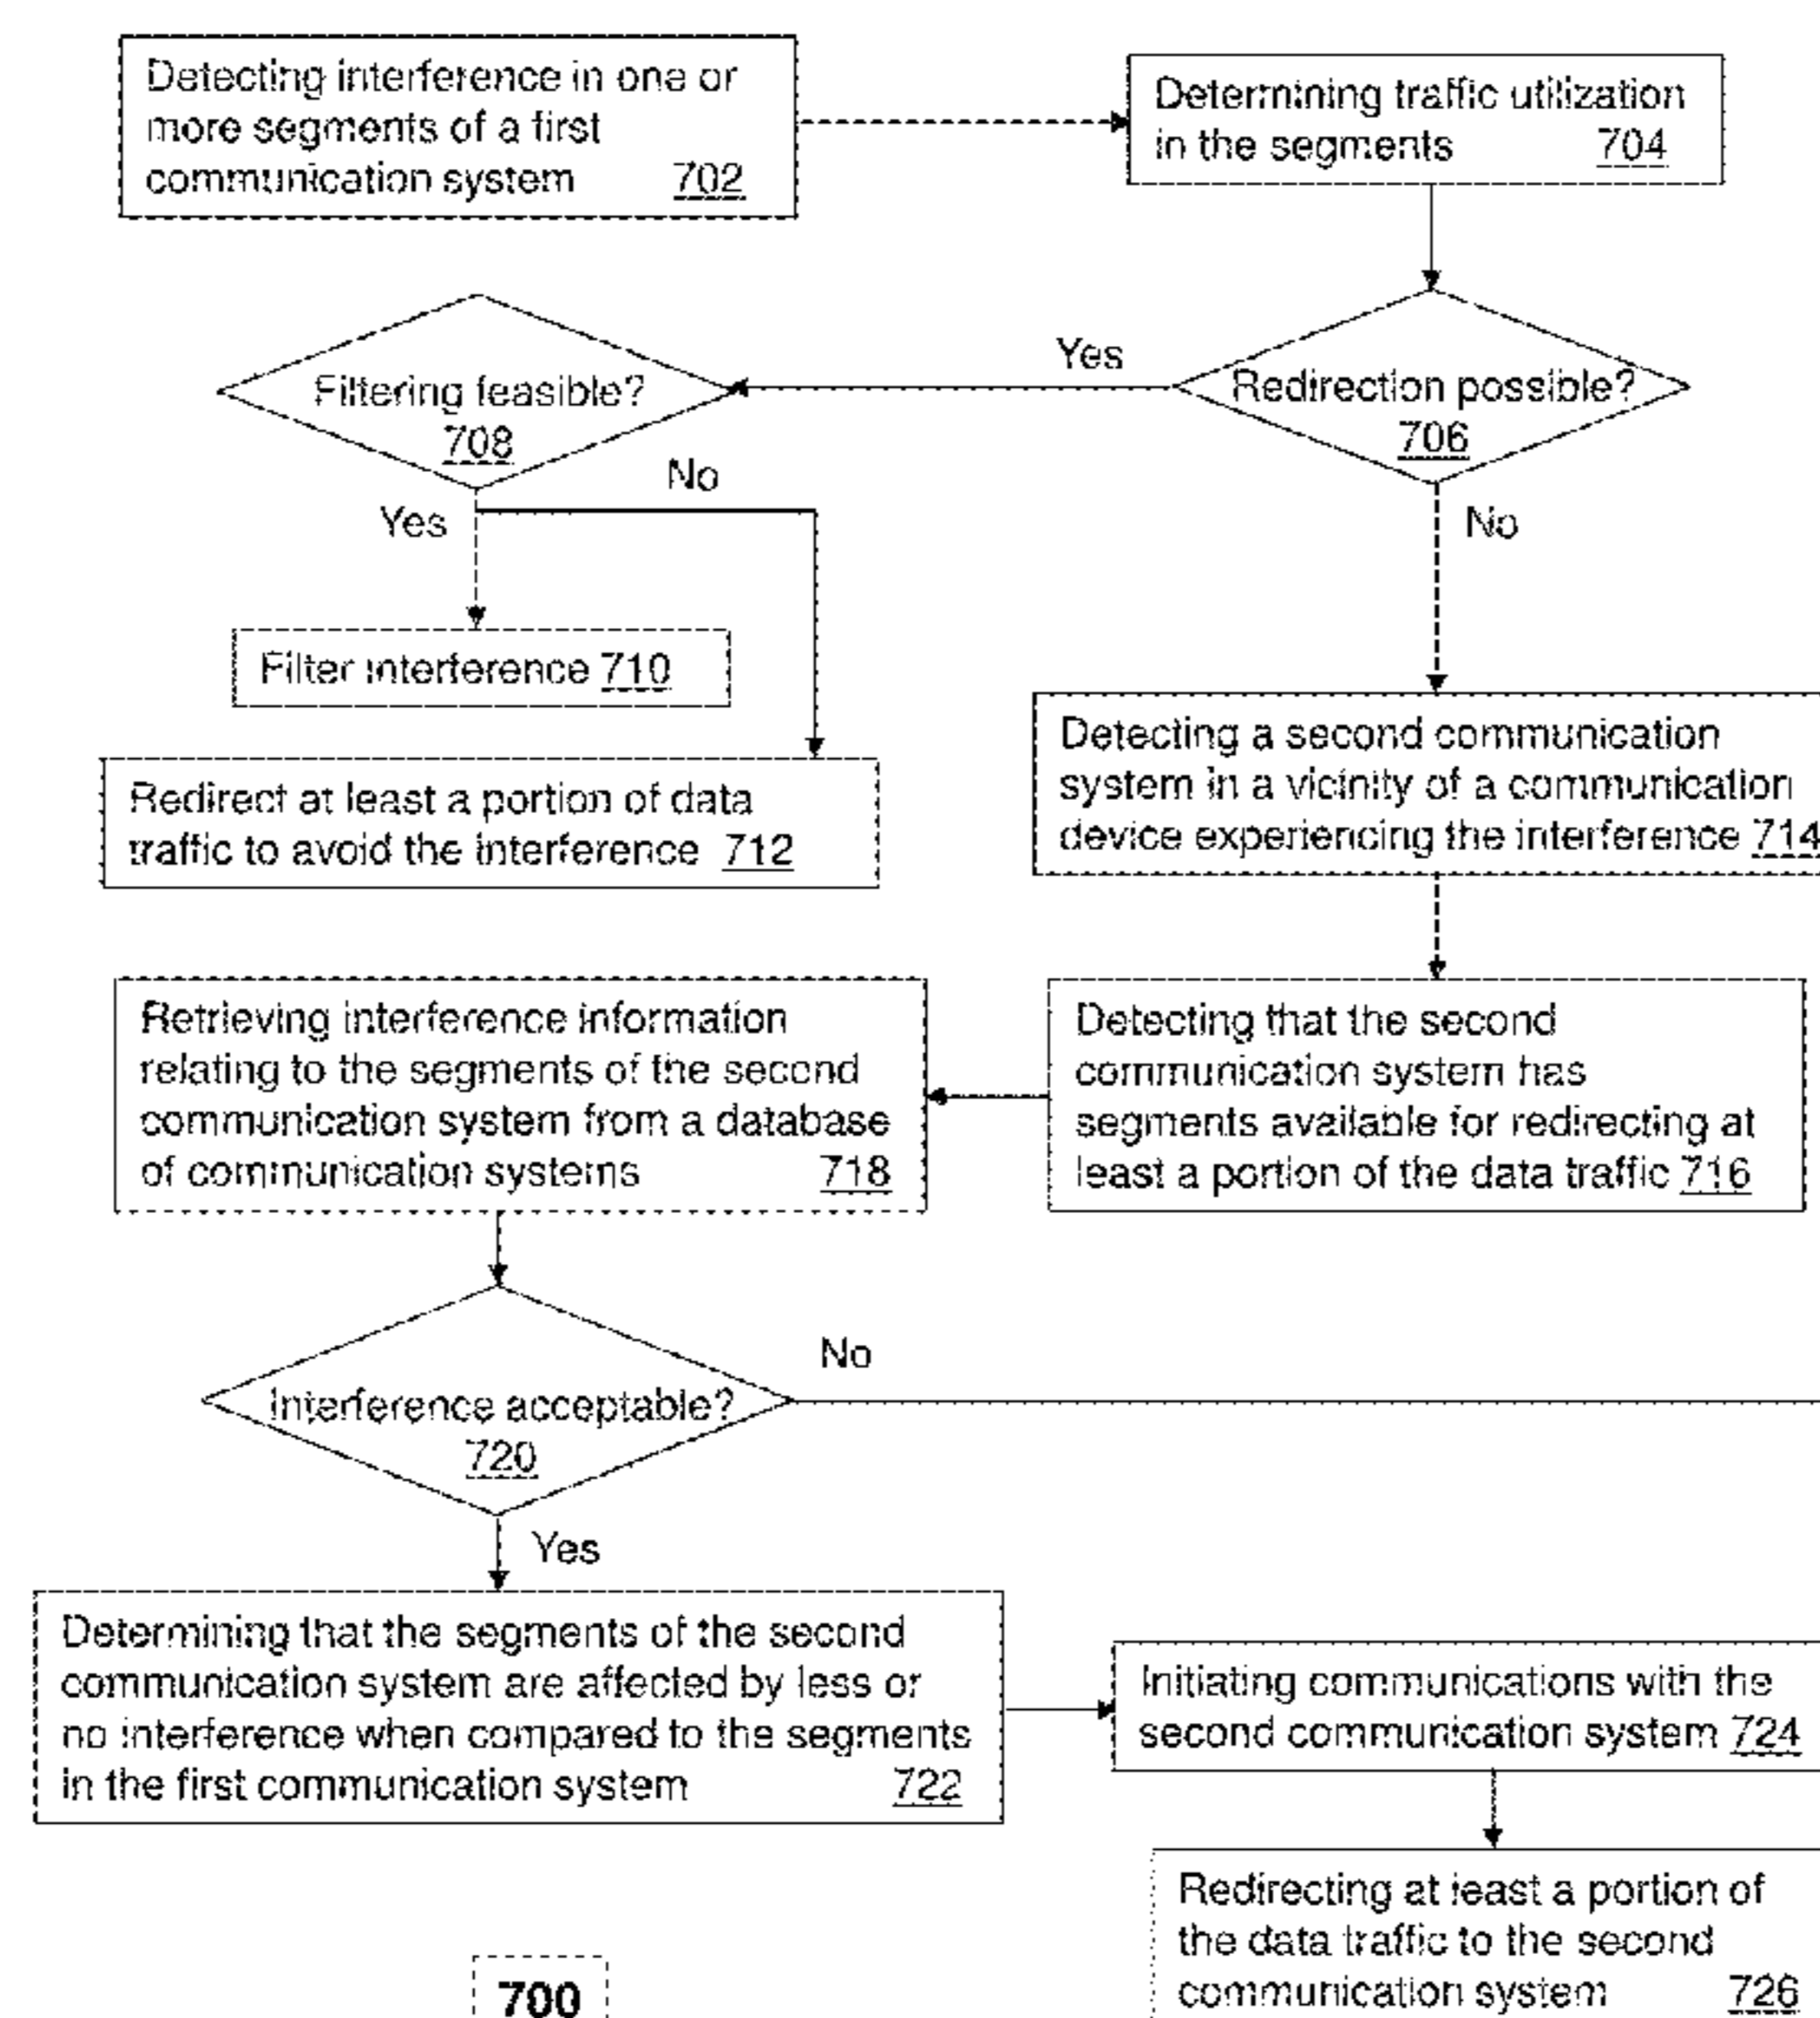 Detecting interference in one or
more segments of a first
communication system 702
Determining traffic utilization
in the segments 704
Redirection possible?
706
Yes
No
Filtering feasible?
708
No
Yes
Filter interference 710
Redirect at least a portion of data
traffic to avoid the interference 712
Detecting a second communication
system in a vicinity of a communication
device experiencing the interference 714
Detecting that the second
communication system has
segments available for redirecting at
least a portion of the data traffic 716
Retrieving interference information
relating to the segments of the second
communication system from a database
of communication systems 718
Interference acceptable?
720
No
Yes
Determining that the segments of the second
communication system are affected by less or
no interference when compared to the segments
in the first communication system 722
Initiating communications with the
second communication system 724
Redirecting at least a portion of
the data traffic to the second
communication system 726
700